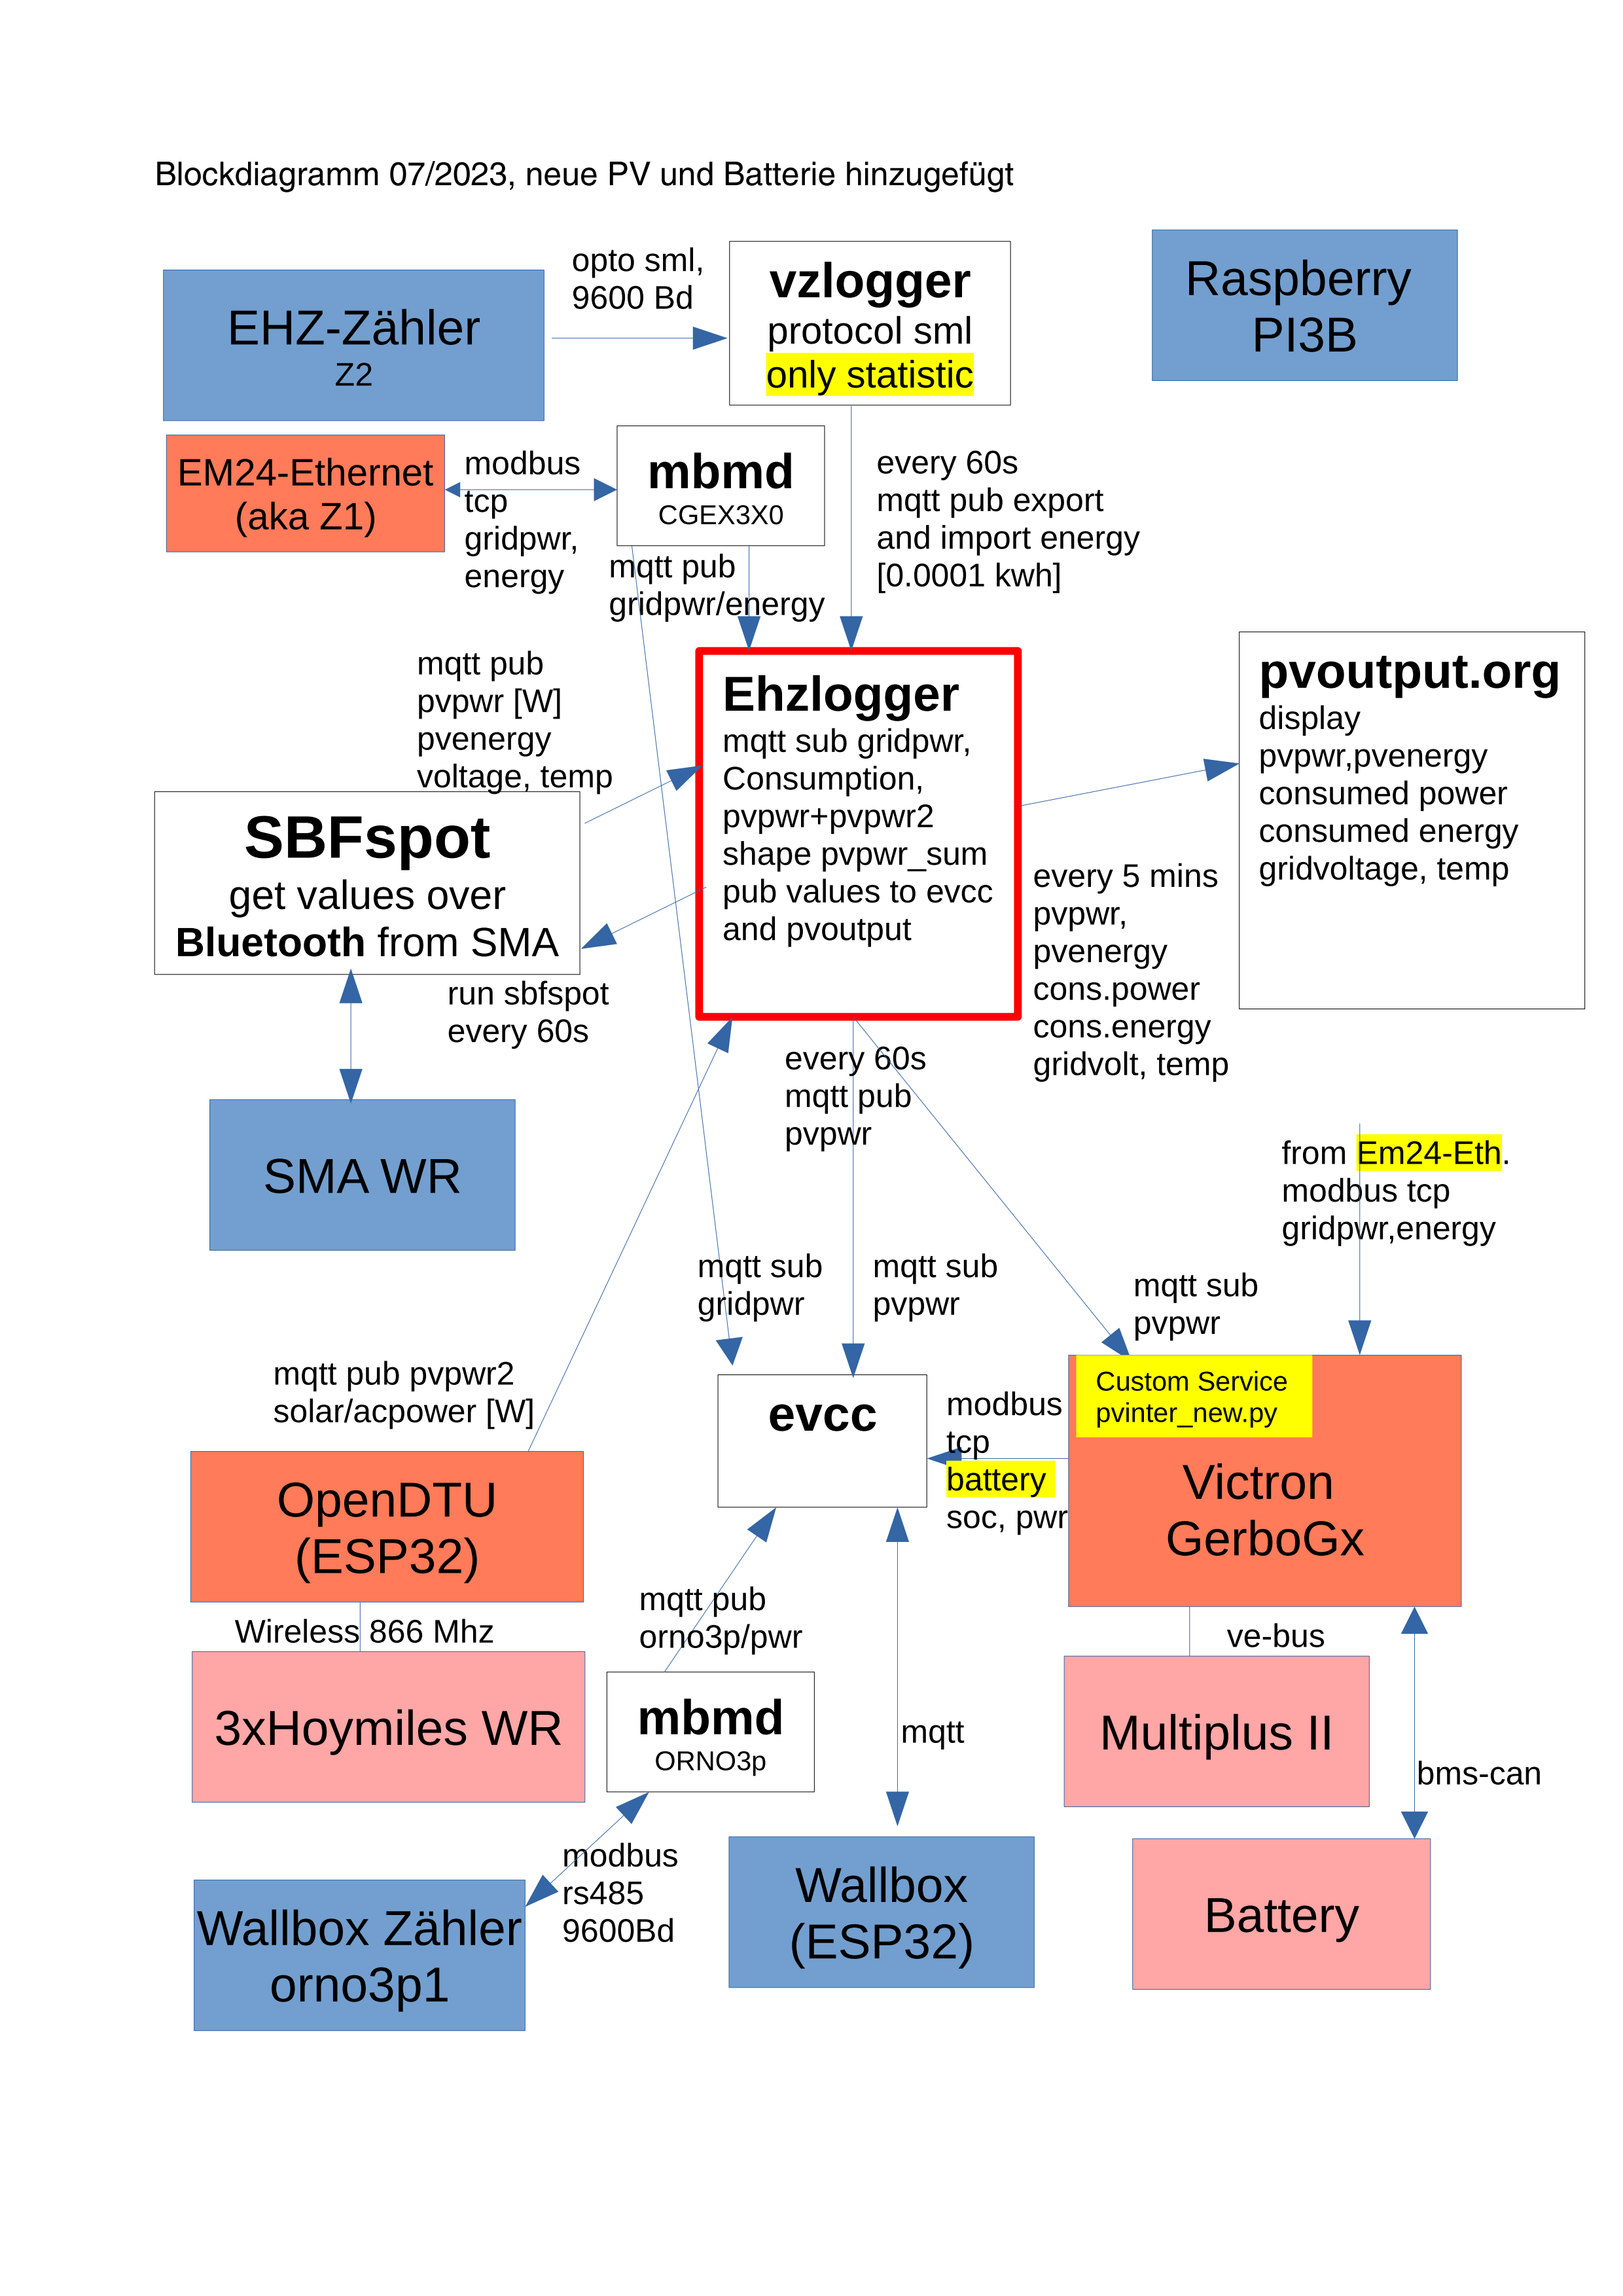 Blockdiagramm 07/2023, neue PV und Batterie hinzugefügt
EHZ-Zähler
Z2
opto sml,
9600 Bd
vzlogger
protocol sml
only statistic
Raspberry
PI3B
EM24-Ethernet
(aka Z1)
modbus
tcp
gridpwr,
energy
mbmd
CGEX3X0
mqtt pub
gridpwr/energy
every 60s
mqtt pub export
and import energy
[0.0001 kwh]
mqtt pub
pvpwr [W]
pvenergy
voltage, temp
Ehzlogger
mqtt sub gridpwr,
Consumption,
pvpwr+pvpwr2
shape pvpwr_sum
pub values to evcc
and pvoutput
pvoutput.org
display
pvpwr,pvenergy
consumed power
consumed energy
gridvoltage, temp
SBFspot
get values over
Bluetooth from SMA
run sbfspot
every 60s
every 5 mins
pvpwr,
pvenergy
cons.power
cons.energy
gridvolt, temp
SMA WR
every 60s
mqtt pub
pvpwr
from Em24-Eth.
modbus tcp
gridpwr,energy
mqtt sub
gridpwr
mqtt sub
pvpwr
mqtt sub
pvpwr
mqtt pub pvpwr2
solar/acpower [W]
evcc
modbus
tcp
battery
soc, pwr
Custom Service
pvinter_new.py
Victron
GerboGx
OpenDTU
(ESP32)
Wireless 866 Mhz
3xHoymiles WR
mqtt pub
orno3p/pwr
mbmd
ORNO3p
mqtt
ve-bus
Multiplus II
bms-can
modbus
rs485
9600Bd
Wallbox Zähler
orno3p1
Wallbox
(ESP32)
Battery